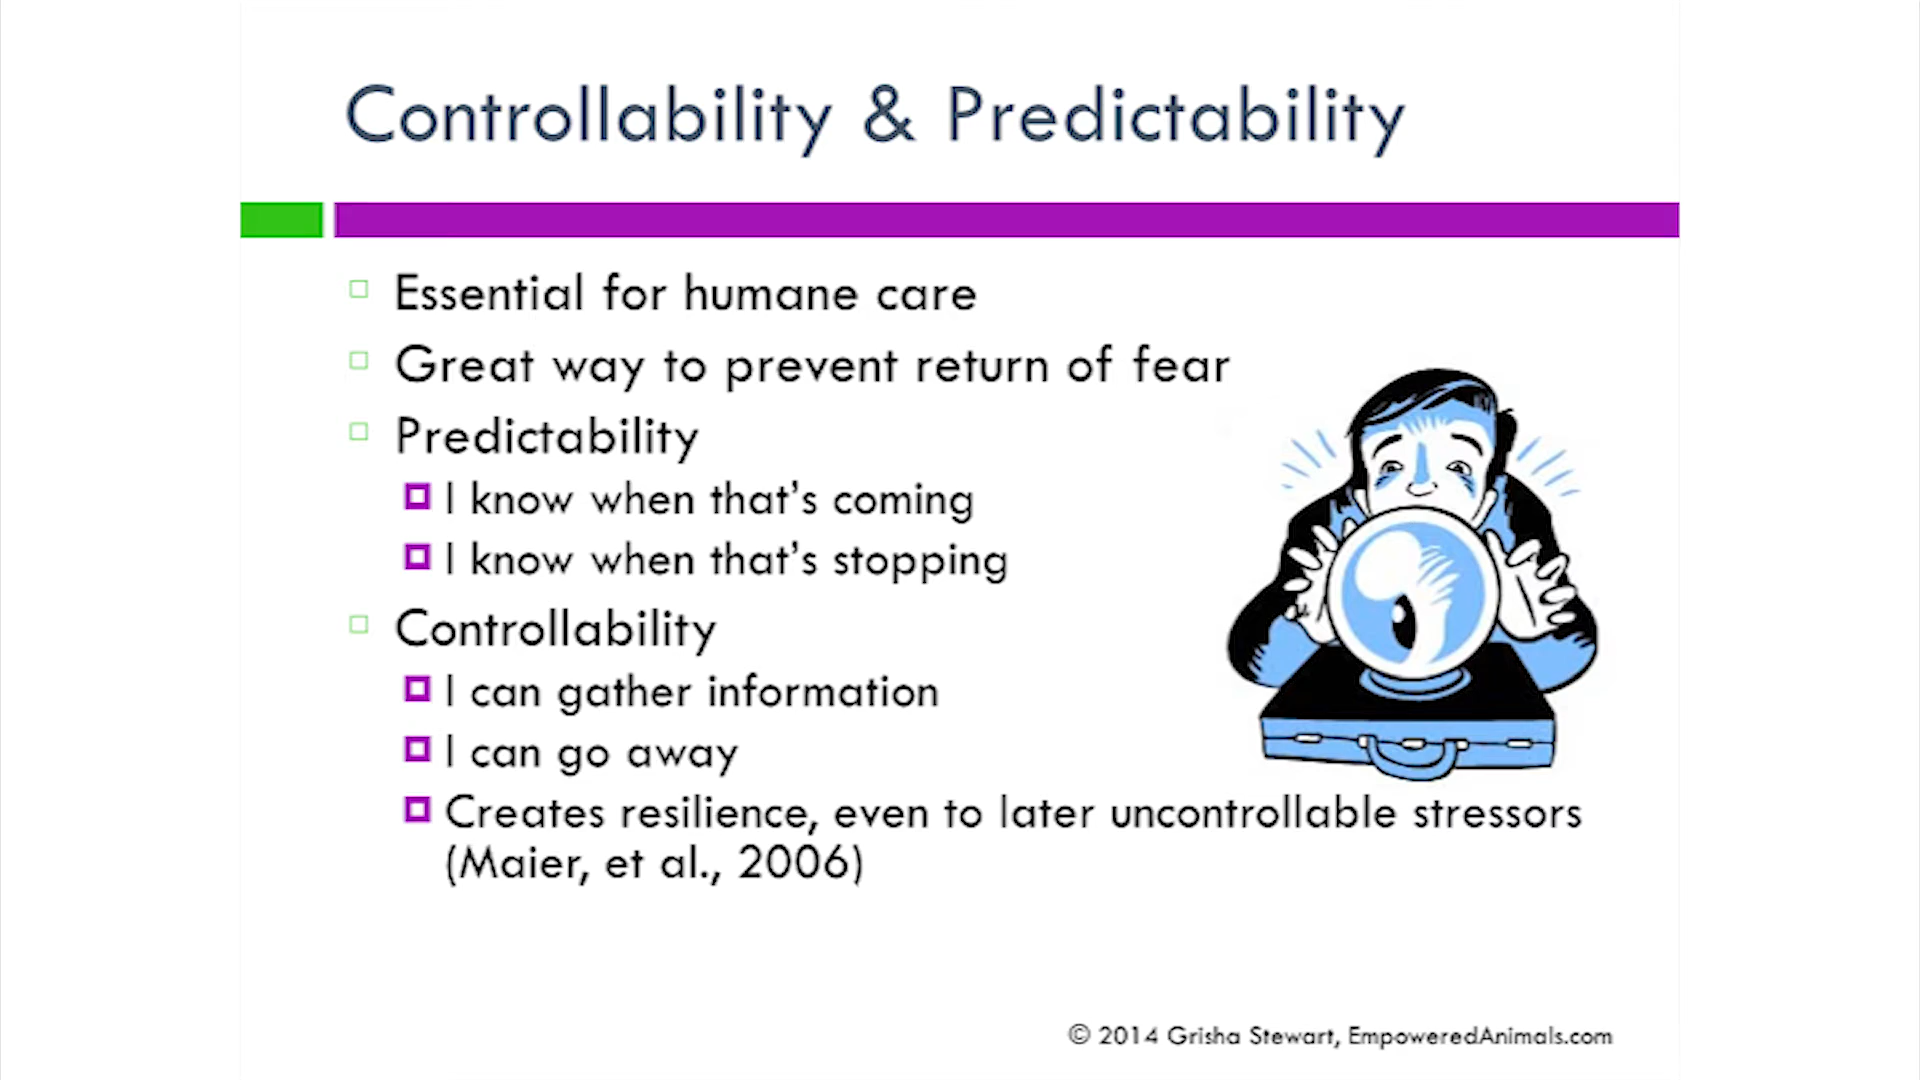 Controllability & Predictability
Essential for humane care
Great way to prevent return of fear
Predictability
I know when that's coming
I know when that's stopping
Controllability
I can gather information
I can go away
Creates resilience, even to later uncontrollable stressors
(Maier, et al., 2006)
© 2014 Grisha Stewart, EmpoweredAnimals.com